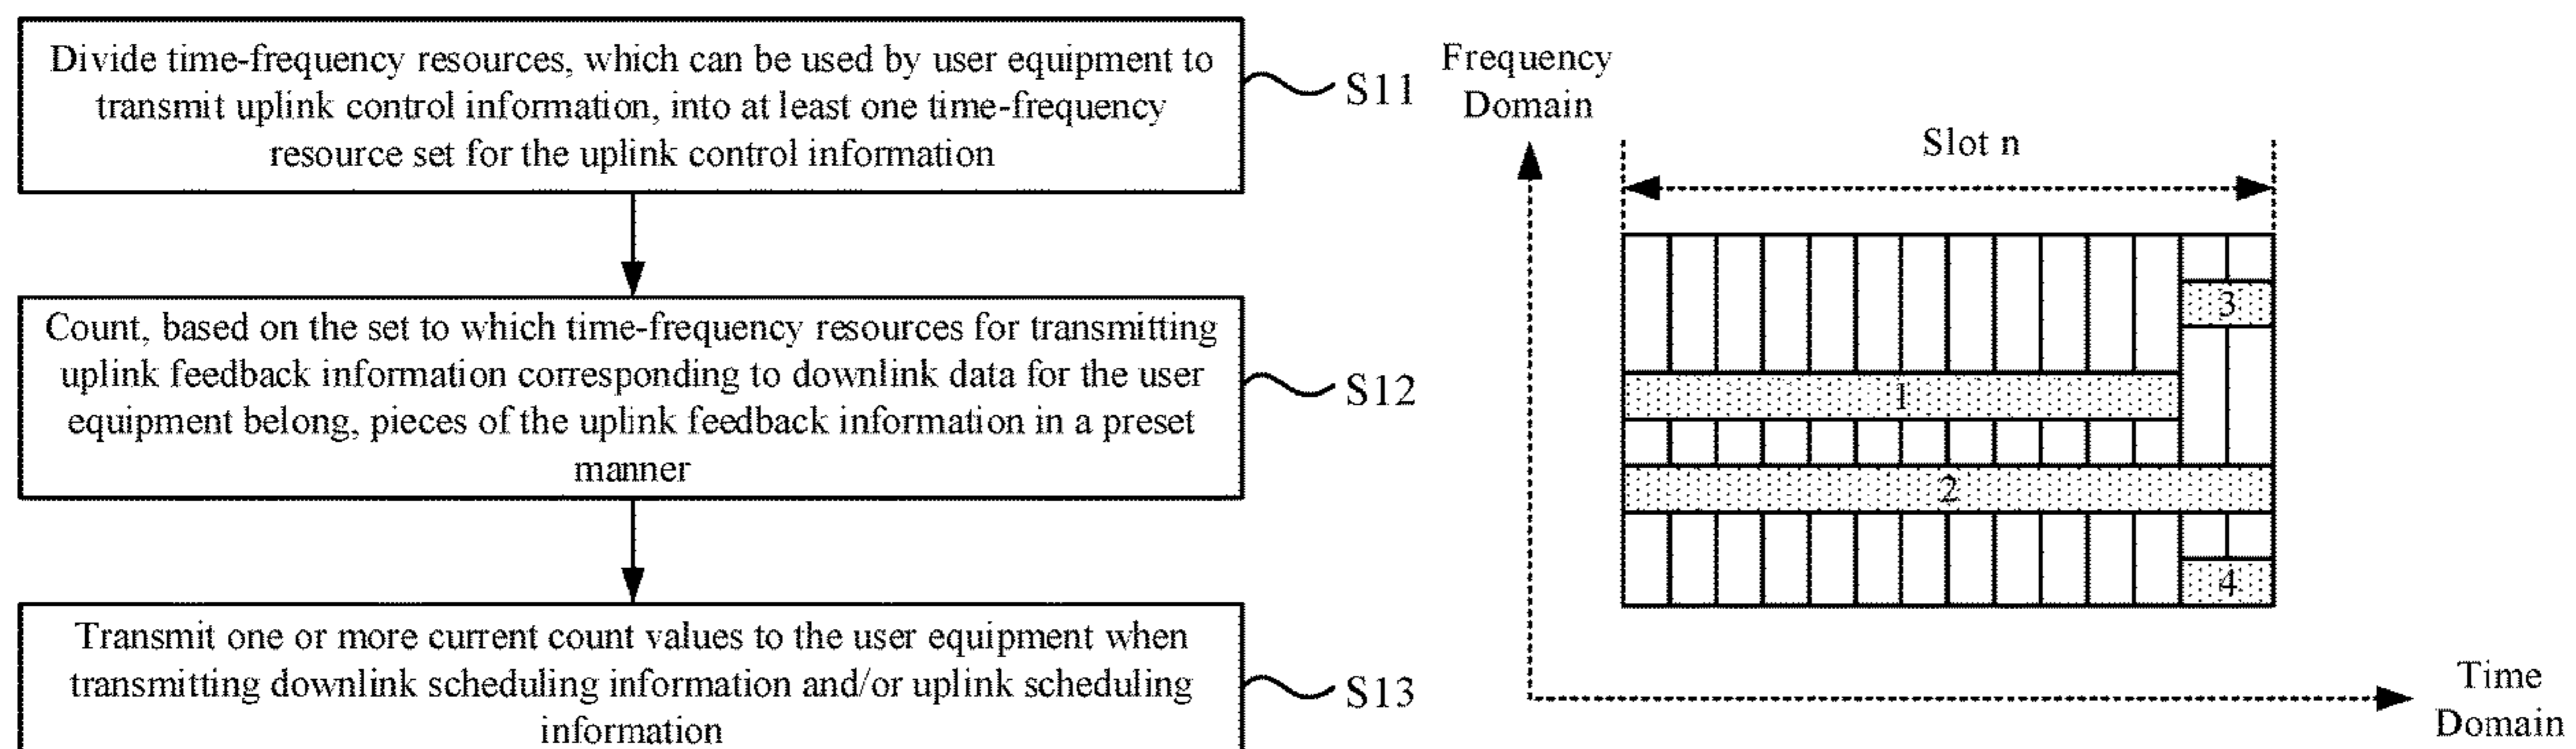 Divide time-frequency resources, which can be used by user equipment to
transmit uplink control information, into at least one time-frequency
resource set for the uplink control information
S11
Count, based on the set to which time-frequency resources for transmitting
uplink feedback information corresponding to downlink data for the user
equipment belong, pieces of the uplink feedback information in a preset
manner
S12
Transmit one or more current count values to the user equipment when
transmitting downlink scheduling information and/or uplink scheduling
information
S13
Frequency
Domain
Slot n
3
1
2
4
Time
Domain